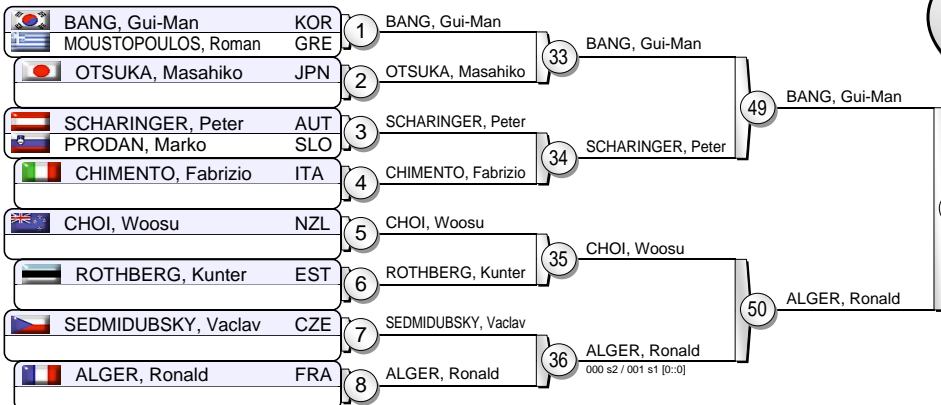 BANG, Gui-Man KOR
MOUSTOPOULOS, Roman GRE
OTSUKA, Masahiko JPN
SCHARINGER, Peter AUT
PRODAN, Marko SLO
CHIMENTO, Fabrizio ITA
CHOI, Woosu NZL
ROTHBERG, Kunter EST
SEDMIDUBSKY, Vaclav CZE
ALGER, Ronald FRA
1
2
3
4
5
6
7
8
BANG, Gui-Man
OTSUKA, Masahiko
SCHARINGER, Peter
CHIMENTO, Fabrizio
CHOI, Woosu
ROTHBERG, Kunter
SEDMIDUBSKY, Vaclav
ALGER, Ronald
33
34
35
36
BANG, Gui-Man
SCHARINGER, Peter
CHOI, Woosu
ALGER, Ronald
000 s2 / 001 s1 [0::0]
49
50
BANG, Gui-Man
ALGER, Ronald